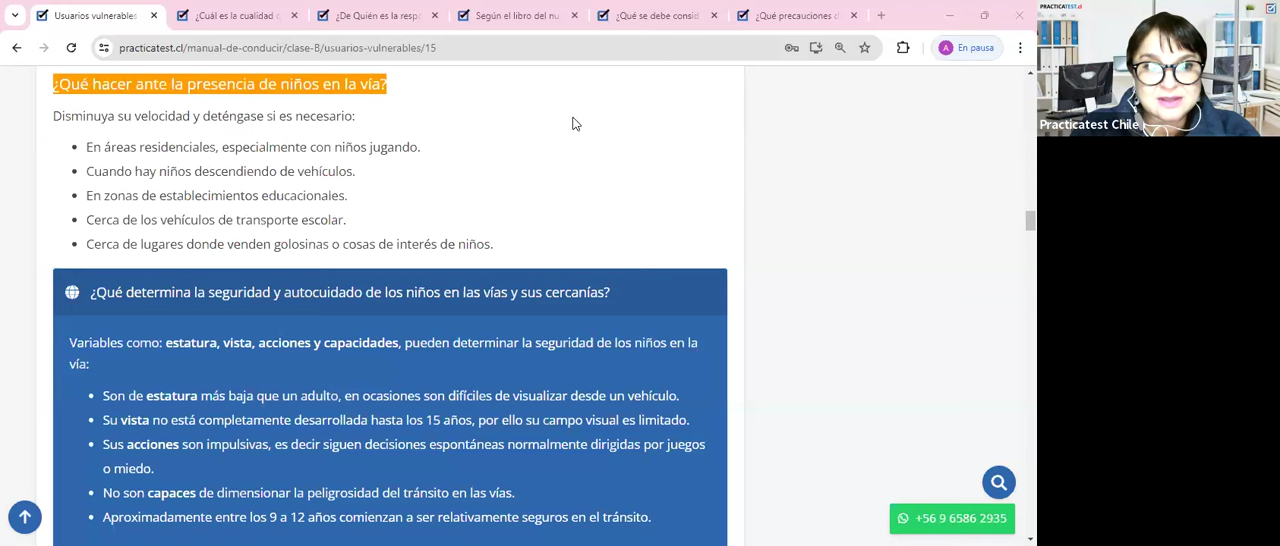 Usuarios vulnerables
¿Cuál es la cualidad
¿De Quién es la resp
Según el libro del nu
¿Qué se debe consid
¿Qué precauciones d
practicatest.cl/manual-de-conducir/clase-B/usuarios-vulnerables/15
A
En pausa
PRACTICATEST.cl
Practicatest Chile
¿Qué hacer ante la presencia de niños en la vía?
Disminuya su velocidad y deténgase si es necesario:
En áreas residenciales, especialmente con niños jugando.
Cuando hay niños descendiendo de vehículos.
En zonas de establecimientos educacionales.
Cerca de los vehículos de transporte escolar.
Cerca de lugares donde venden golosinas o cosas de interés de niños.
¿Qué determina la seguridad y autocuidado de los niños en las vías y sus cercanías?
Variables como: estatura, vista, acciones y capacidades, pueden determinar la seguridad de los niños en la
vía:
Son de estatura más baja que un adulto, en ocasiones son difíciles de visualizar desde un vehículo.
Su vista no está completamente desarrollada hasta los 15 años, por ello su campo visual es limitado.
Sus acciones son impulsivas, es decir siguen decisiones espontáneas normalmente dirigidas por juegos
o miedo.
No son capaces de dimensionar la peligrosidad del tránsito en las vías.
Aproximadamente entre los 9 a 12 años comienzan a ser relativamente seguros en el tránsito.
+56 9 6586 2935